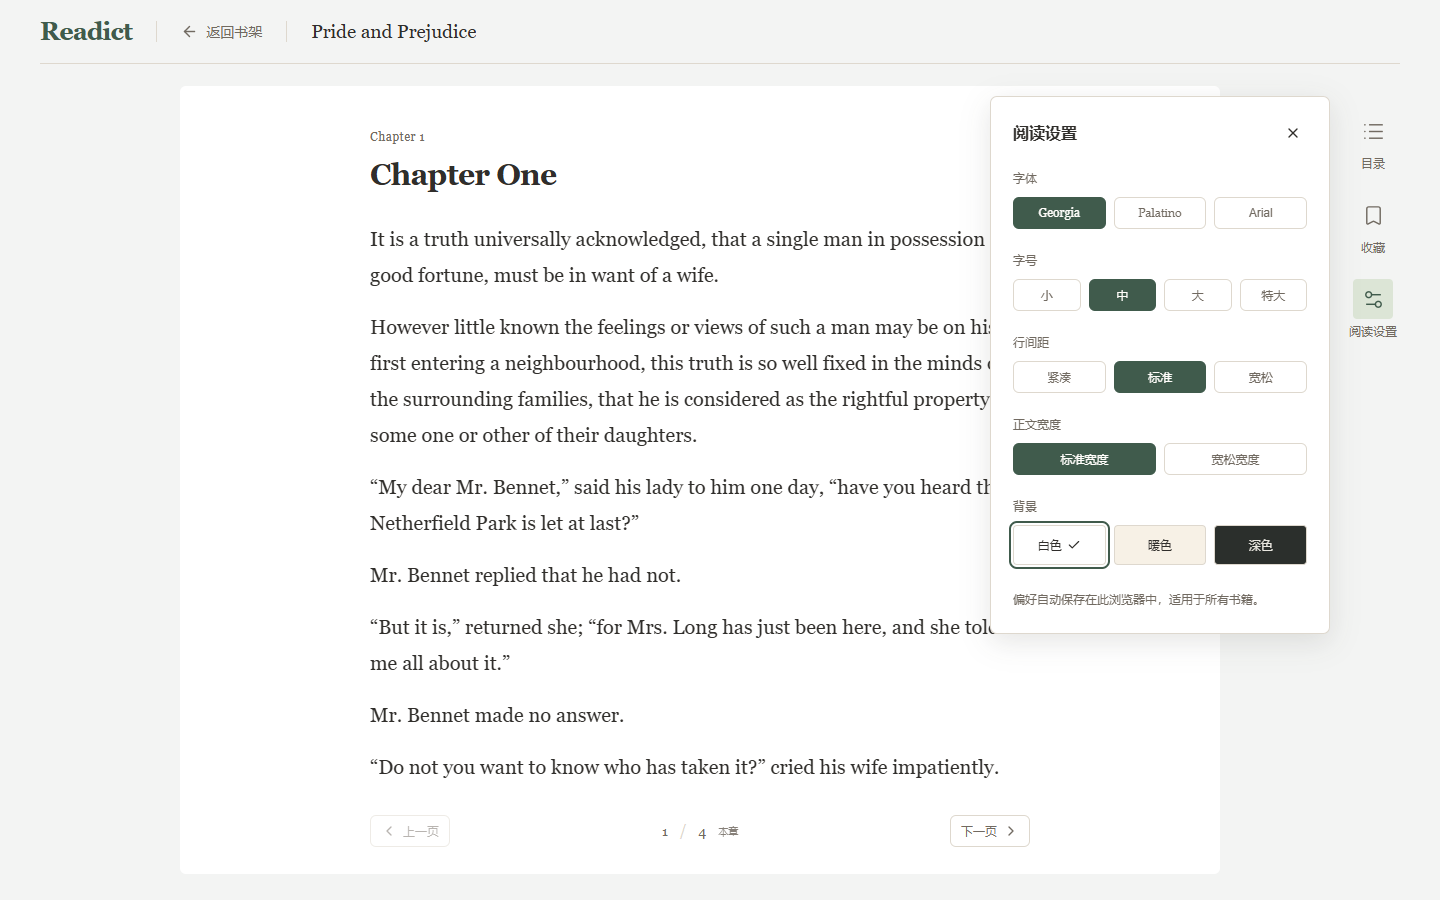 Readict
返回书架
Pride and Prejudice
Chapter 1
Chapter One
It is a truth universally acknowledged, that a single man in possession
good fortune, must be in want of a wife.
However little known the feelings or views of such a man may be on his
first entering a neighbourhood, this truth is so well fixed in the minds
the surrounding families, that he is considered as the rightful property
some one or other of their daughters.
“My dear Mr. Bennet,” said his lady to him one day, “have you heard
Netherfield Park is let at last?”
Mr. Bennet replied that he had not.
“But it is,” returned she; “for Mrs. Long has just been here, and she told
me all about it.”
Mr. Bennet made no answer.
“Do not you want to know who has taken it?” cried his wife impatiently.
上一页
1 / 4 本章
下一页
阅读设置
字体
Georgia
Palatino
Arial
字号
小
中
大
特大
行间距
紧凑
标准
宽松
正文宽度
标准宽度
宽松宽度
背景
白色
暖色
深色
偏好自动保存在此浏览器中，适用于所有书籍。
目录
收藏
阅读设置